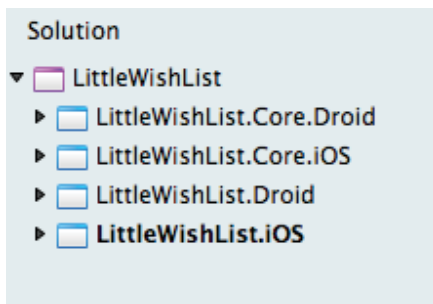 Solution
LittleWishList
LittleWishList.Core.Droid
LittleWishList.Core.iOS
LittleWishList.Droid
LittleWishList.iOS